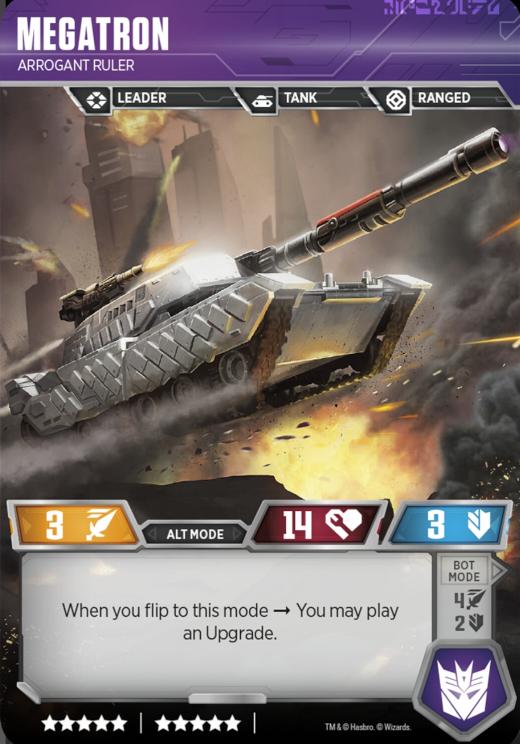 MEGATRON
ARROGANT RULER
LEADER TANK RANGED
3 ALT MODE 14 3
BOT MODE
4
2
When you flip to this mode → You may play
an Upgrade.
★★★★★ | ★★★★★ |
TM & © Hasbro. © Wizards.